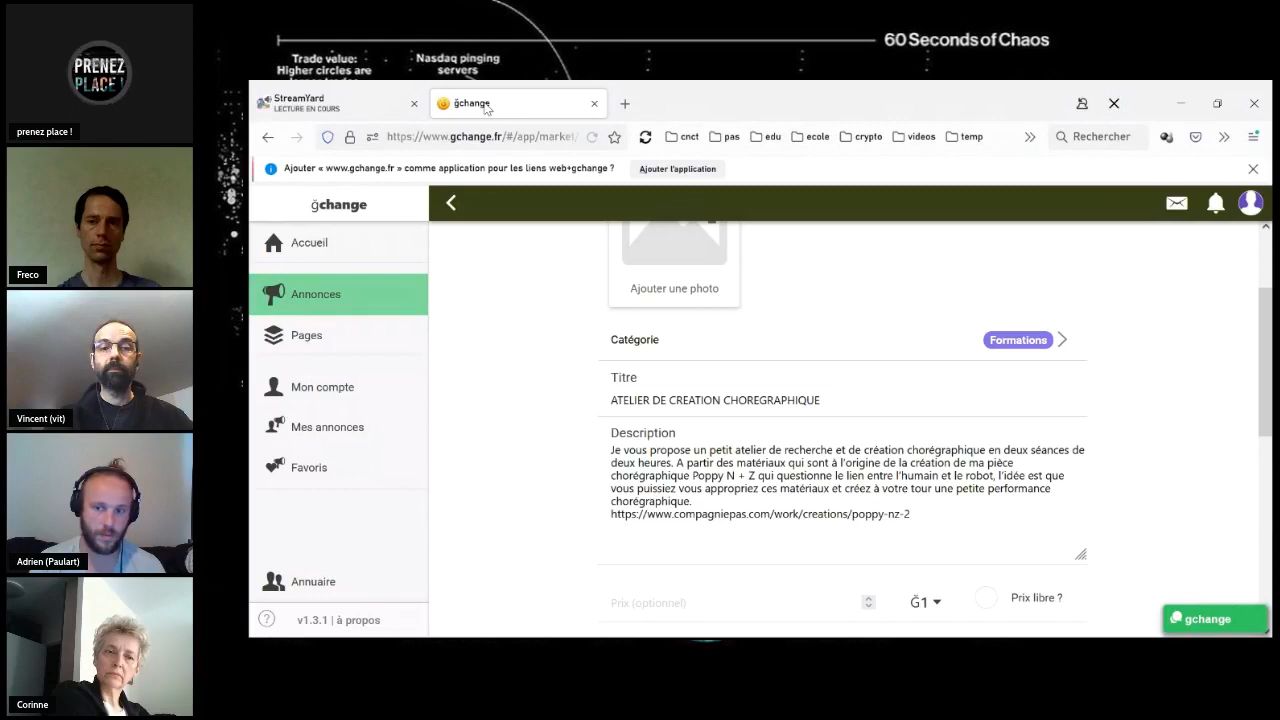 60 Seconds of Chaos
Trade value:
Higher circles are
Nasdaq pinging
servers
PRENEZ
PLACE !
prenez place !
Freco
Vincent (vit)
Adrien (Paulart)
Corinne
StreamYard
LECTURE EN COURS
ğchange
https://www.gchange.fr/#/app/market/
cnct
pas
edu
ecole
crypto
videos
temp
Rechercher
Ajouter « www.gchange.fr » comme application pour les liens web+gchange ?
Ajouter l'application
ğchange
Accueil
Annonces
Pages
Mon compte
Mes annonces
Favoris
Annuaire
v1.3.1 | à propos
Ajouter une photo
Catégorie
Formations
Titre
ATELIER DE CREATION CHOREGRAPHIQUE
Description
Je vous propose un petit atelier de recherche et de création chorégraphique en deux séances de
deux heures. A partir des matériaux qui sont à l'origine de la création de ma pièce
chorégraphique Poppy N + Z qui questionne le lien entre l'humain et le robot, l'idée est que
vous puissiez vous appropriez ces matériaux et créez à votre tour une petite performance
chorégraphique.
https://www.compagniepas.com/work/creations/poppy-nz-2
Prix (optionnel)
Ğ1
Prix libre ?
gchange